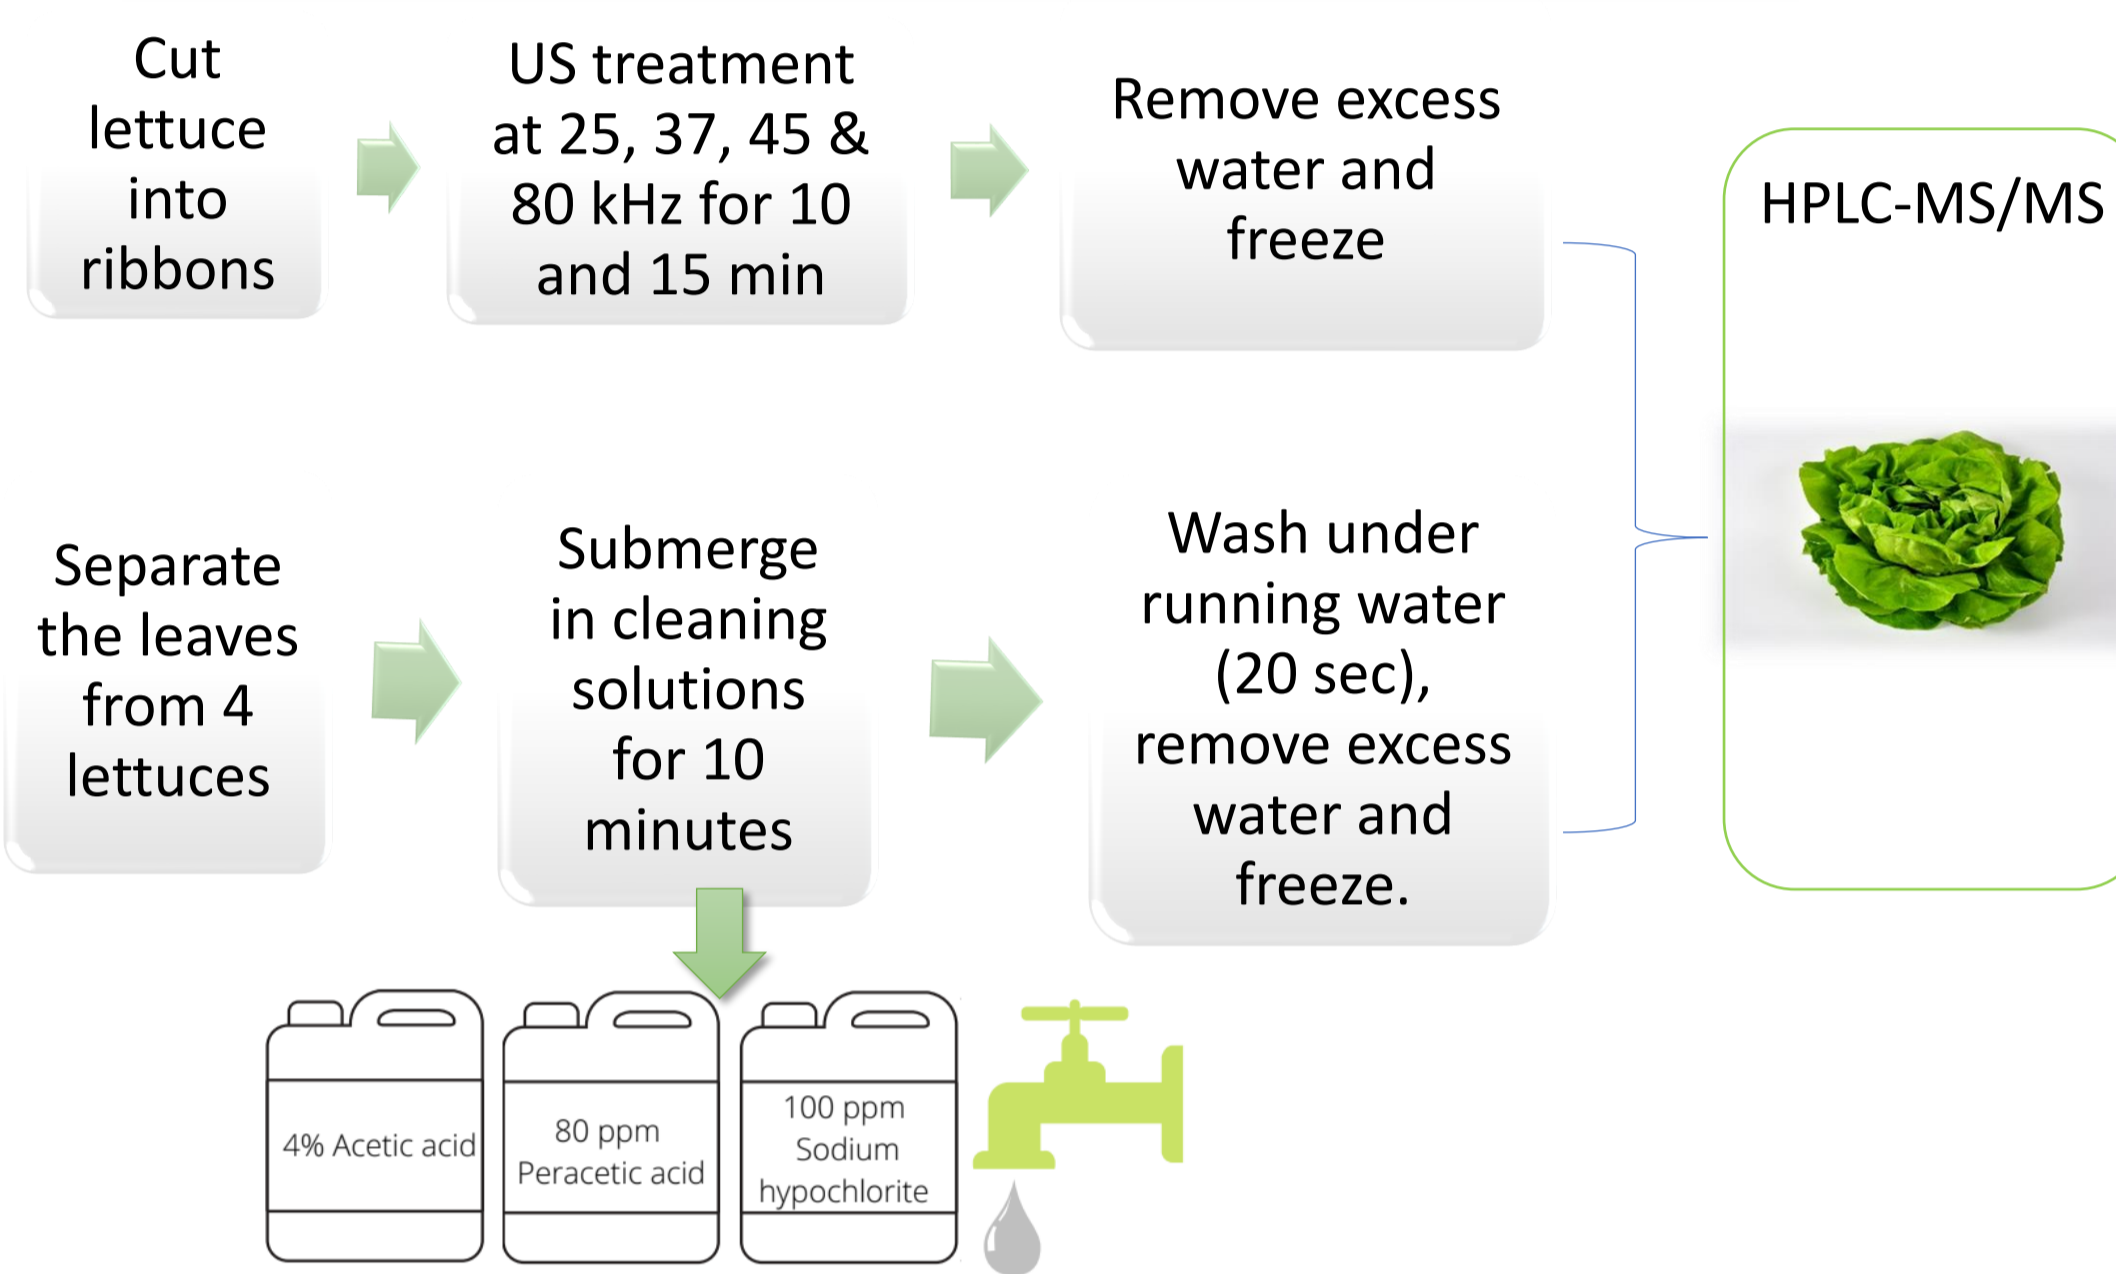 Cut
lettuce
into
ribbons
US treatment
at 25, 37, 45 &
80 kHz for 10
and 15 min
Remove excess
water and
freeze
HPLC-MS/MS
Separate
the leaves
from 4
lettuces
Submerge
in cleaning
solutions
for 10
minutes
Wash under
running water
(20 sec),
remove excess
water and
freeze.
4% Acetic acid
80 ppm
Peracetic acid
100 ppm
Sodium
hypochlorite